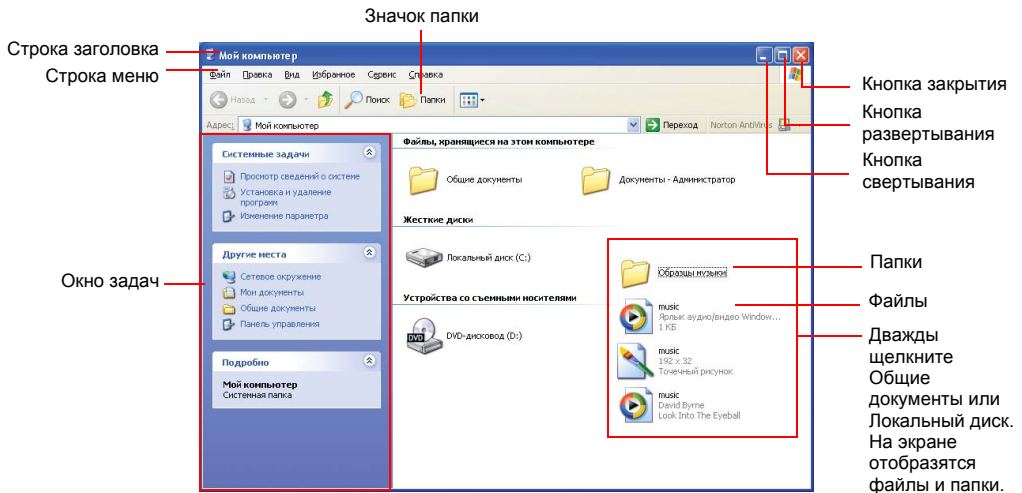 Значок папки
Строка заголовка
Строка меню
Мой компьютер
Файл Правка Вид Избранное Сервис Справка
Назад Поиск Папки
Адрес: Мой компьютер Переход Norton AntiVirus
Системные задачи
Просмотр сведений о системе
Установка и удаление
программ
Изменение параметра
Другие места
Сетевое окружение
Мои документы
Общие документы
Панель управления
Подробно
Мой компьютер
Системная папка
Окно задач
Файлы, хранящиеся на этом компьютере
Общие документы
Документы - Администратор
Жесткие диски
Локальный диск (C:)
Устройства со съемными носителями
DVD
DVD-дисковод (D:)
Образцы музыки
music
Ярлык аудио/видео Window...
1 КБ
music
192 x 32
Точечный рисунок
music
David Byrne
Look Into The Eyeball
Кнопка закрытия
Кнопка
развертывания
Кнопка
свертывания
Папки
Файлы
Дважды
щелкните
Общие
документы или
Локальный диск.
На экране
отобразятся
файлы и папки.